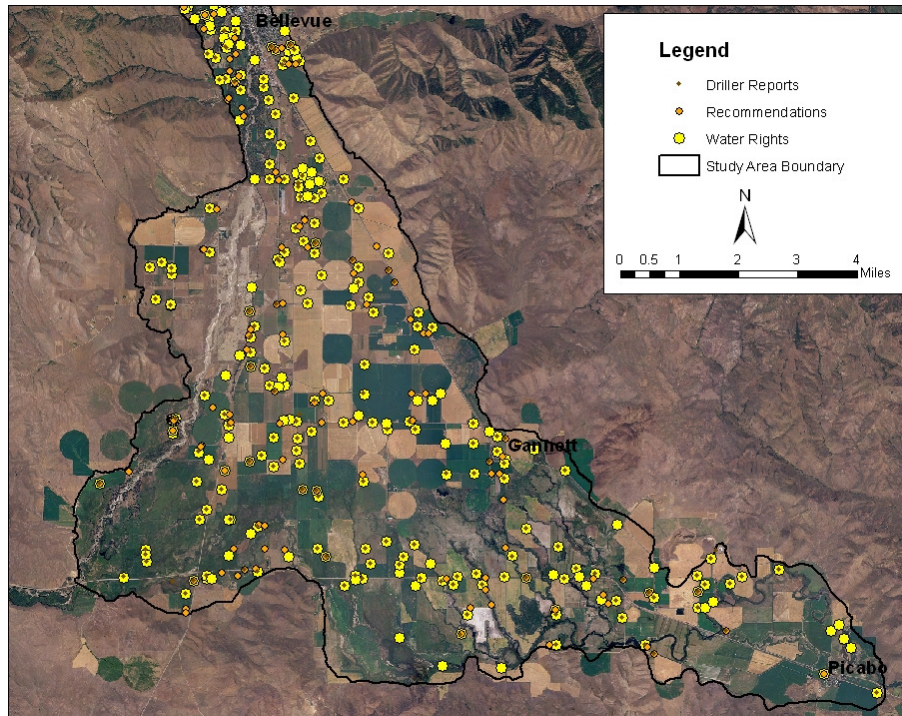 Bellevue
Legend
Driller Reports
Recommendations
Water Rights
Study Area Boundary
N
0 0.5 1 2 3 4
Miles
Gannett
Picabo